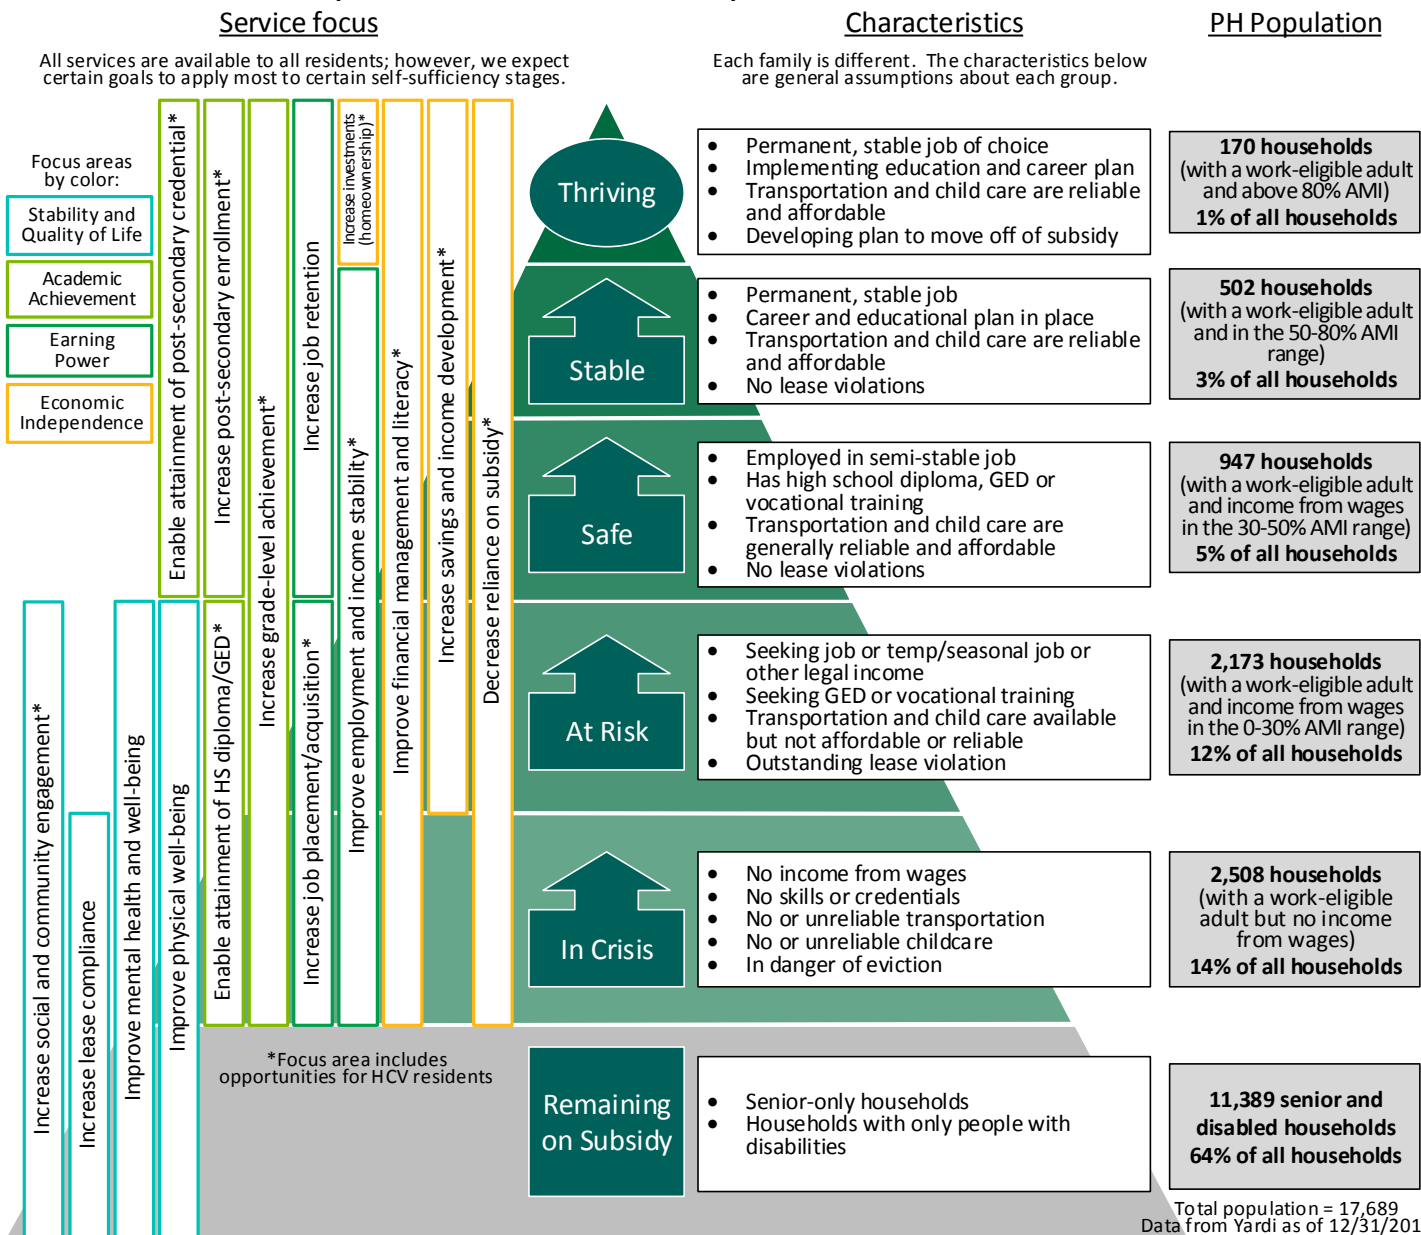 Service focus
All services are available to all residents; however, we expect
certain goals to apply most to certain self-sufficiency stages.
Characteristics
Each family is different.  The characteristics below
are general assumptions about each group.
PH Population
Focus areas
by color:
Stability and
Quality of Life
Academic
Achievement
Earning
Power
Economic
Independence
Increase social and community engagement*
Increase lease compliance
Improve mental health and well-being
Improve physical well-being
Enable attainment of post-secondary credential*
Increase post-secondary enrollment*
Enable attainment of HS diploma/GED*
Increase grade-level achievement*
Increase job retention
Increase job placement/acquisition*
Increase investments
(homeownership)*
Improve employment and income stability*
Improve financial management and literacy*
Increase savings and income development*
Decrease reliance on subsidy*
*Focus area includes
opportunities for HCV residents
Thriving
• Permanent, stable job of choice
• Implementing education and career plan
• Transportation and child care are reliable
and affordable
• Developing plan to move off of subsidy
170 households
(with a work-eligible adult
and above 80% AMI)
1% of all households
Stable
• Permanent, stable job
• Career and educational plan in place
• Transportation and child care are reliable
and affordable
• No lease violations
502 households
(with a work-eligible adult
and in the 50-80% AMI
range)
3% of all households
Safe
• Employed in semi-stable job
• Has high school diploma, GED or
vocational training
• Transportation and child care are
generally reliable and affordable
• No lease violations
947 households
(with a work-eligible adult
and income from wages
in the 30-50% AMI range)
5% of all households
At Risk
• Seeking job or temp/seasonal job or
other legal income
• Seeking GED or vocational training
• Transportation and child care available
but not affordable or reliable
• Outstanding lease violation
2,173 households
(with a work-eligible adult
and income from wages
in the 0-30% AMI range)
12% of all households
In Crisis
• No income from wages
• No skills or credentials
• No or unreliable transportation
• No or unreliable childcare
• In danger of eviction
2,508 households
(with a work-eligible
adult but no income
from wages)
14% of all households
Remaining
on Subsidy
• Senior-only households
• Households with only people with
disabilities
11,389 senior and
disabled households
64% of all households
Total population = 17,689
Data from Yardi as of 12/31/201